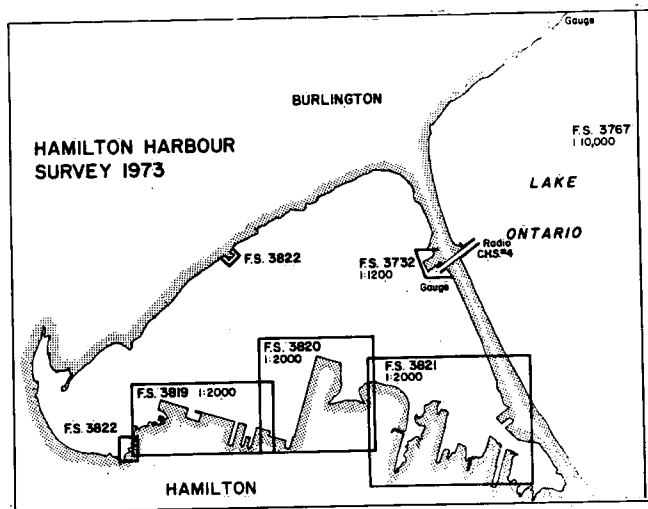 Gauge
BURLINGTON
F.S. 3767
1:10,000
HAMILTON HARBOUR
SURVEY 1973
LAKE
ONTARIO
Radio
C.H.S.#4
F.S. 3822
F.S. 3732
1:1200
Gauge
F.S. 3820
1:2000
F.S. 3821
1:2000
F.S. 3819 1:2000
F.S. 3822
HAMILTON